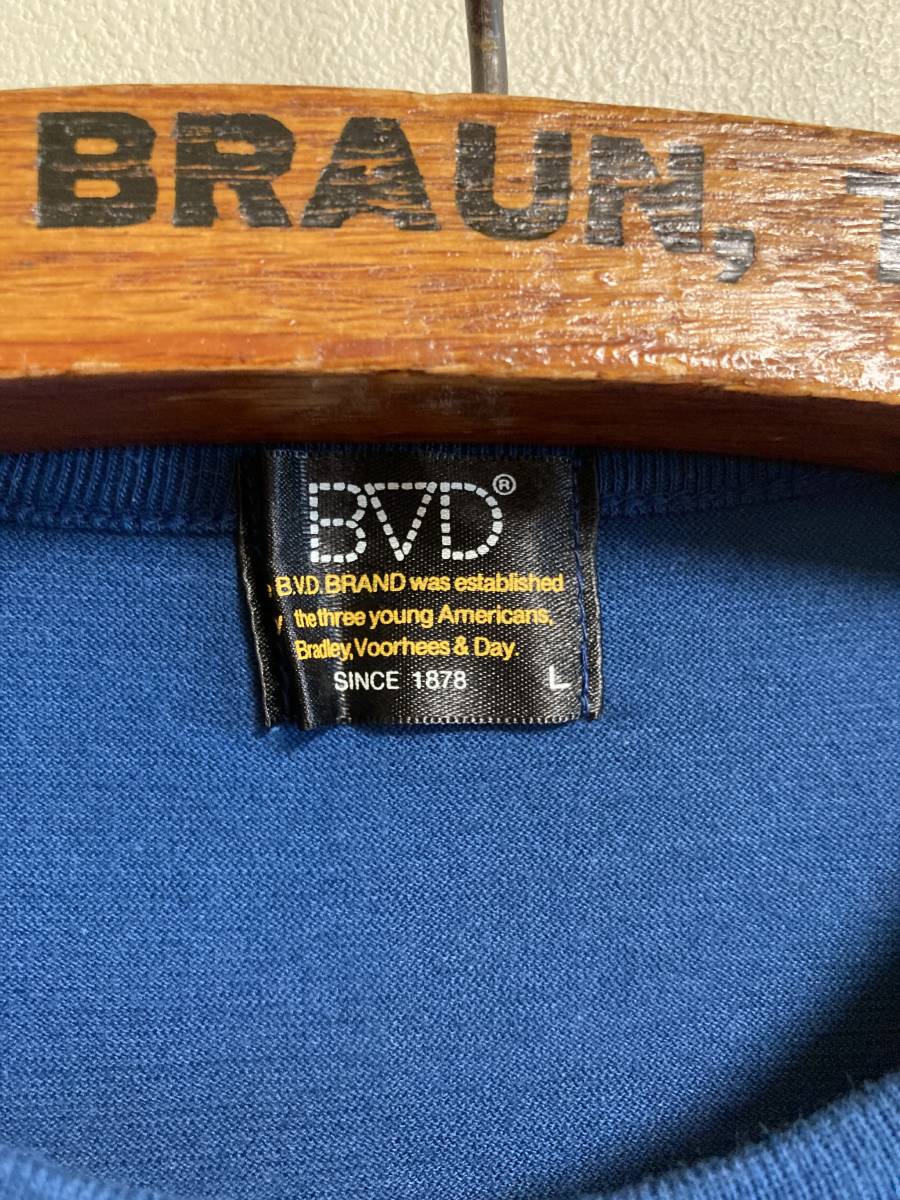 BRAUN,
BVD®
B.V.D. BRAND was established
the three young Americans,
Bradley, Voorhees & Day.
SINCE 1878 L